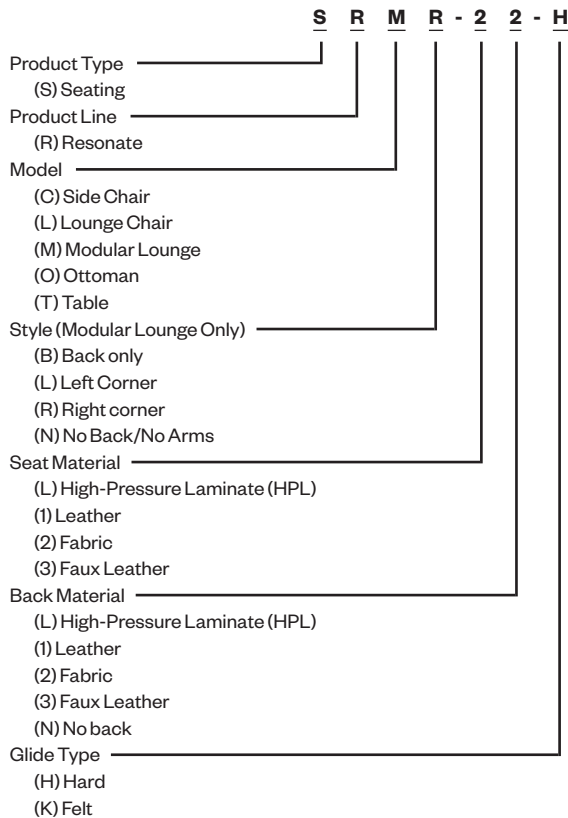 S R M R - 2 2 - H
Product Type
(S) Seating
Product Line
(R) Resonate
Model
(C) Side Chair
(L) Lounge Chair
(M) Modular Lounge
(O) Ottoman
(T) Table
Style (Modular Lounge Only)
(B) Back only
(L) Left Corner
(R) Right corner
(N) No Back/No Arms
Seat Material
(L) High-Pressure Laminate (HPL)
(1) Leather
(2) Fabric
(3) Faux Leather
Back Material
(L) High-Pressure Laminate (HPL)
(1) Leather
(2) Fabric
(3) Faux Leather
(N) No back
Glide Type
(H) Hard
(K) Felt